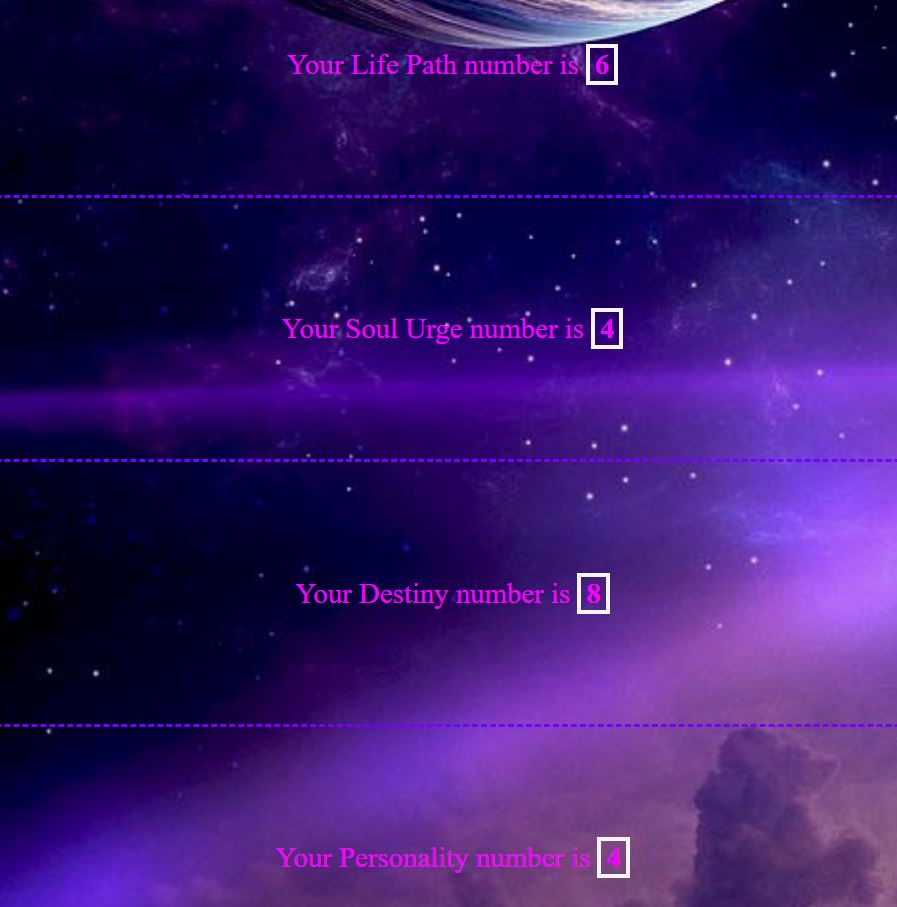 Your Life Path number is 6
Your Soul Urge number is 4
Your Destiny number is 8
Your Personality number is 4